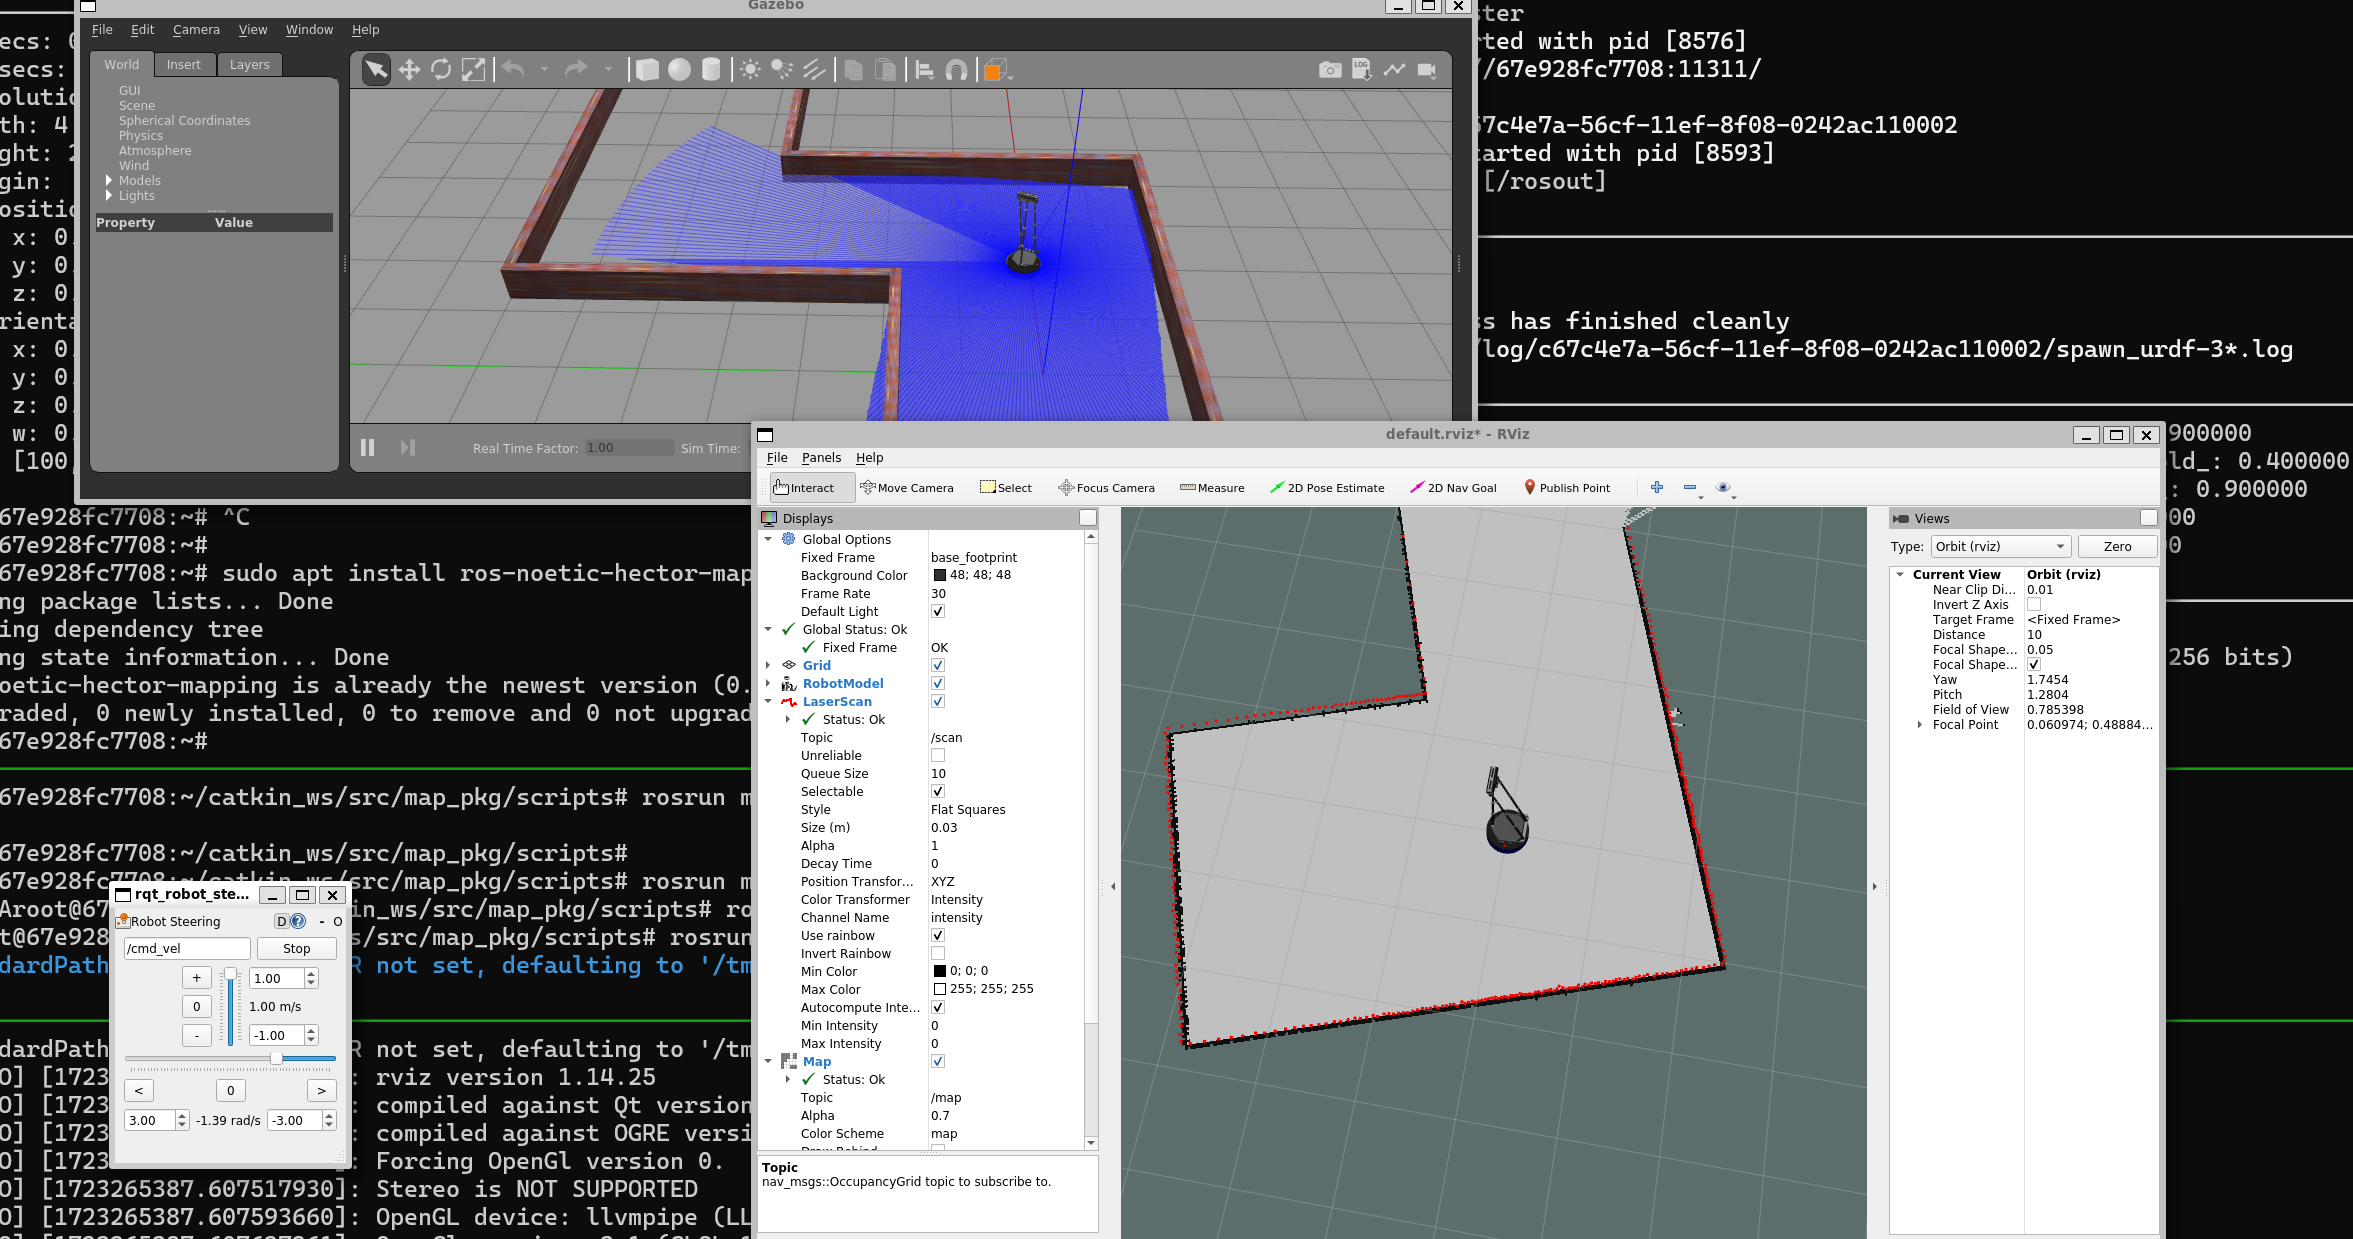 Gazebo
File Edit Camera View Window Help
World Insert Layers
GUI
Scene
Spherical Coordinates
Physics
Atmosphere
Wind
Models
Lights
Property Value
Real Time Factor: 1.00 Sim Time:
ecs: 0
secs:
olutio
th: 4
ght: 2
gin:
ositio
x: 0.
y: 0.
z: 0.
rienta
x: 0.
y: 0.
z: 0.
w: 0.
[100,
ster
rted with pid [8576]
//67e928fc7708:11311/
67c4e7a-56cf-11ef-8f08-0242ac110002
arted with pid [8593]
[/rosout]
ss has finished cleanly
/log/c67c4e7a-56cf-11ef-8f08-0242ac110002/spawn_urdf-3*.log
900000
ld_: 0.400000
: 0.900000
00
0
256 bits)
67e928fc7708:~# ^C
67e928fc7708:~#
67e928fc7708:~# sudo apt install ros-noetic-hector-map
ng package lists... Done
ing dependency tree
ng state information... Done
oetic-hector-mapping is already the newest version (0.
raded, 0 newly installed, 0 to remove and 0 not upgrad
67e928fc7708:~#
67e928fc7708:~/catkin_ws/src/map_pkg/scripts# rosrun m
67e928fc7708:~/catkin_ws/src/map_pkg/scripts#
67e928fc7708:~/catkin_ws/src/map_pkg/scripts# rosrun m
Aroot@67 in_ws/src/map_pkg/scripts# ro
t@67e928 s/src/map_pkg/scripts# rosrun
dardPath R not set, defaulting to '/tm
dardPath R not set, defaulting to '/tm
O] [1723 : rviz version 1.14.25
O] [1723 : compiled against Qt version
O] [1723 : compiled against OGRE versi
O] [1723 : Forcing OpenGl version 0.
O] [1723265387.607517930]: Stereo is NOT SUPPORTED
O] [1723265387.607593660]: OpenGL device: llvmpipe (LL
rqt_robot_ste...
Robot Steering D - O
/cmd_vel Stop
+ 1.00
0 1.00 m/s
- -1.00
< 0 >
3.00 -1.39 rad/s -3.00
default.rviz* - RViz
File Panels Help
Interact Move Camera Select Focus Camera Measure 2D Pose Estimate 2D Nav Goal Publish Point
Displays
Global Options
Fixed Frame base_footprint
Background Color 48; 48; 48
Frame Rate 30
Default Light
Global Status: Ok
Fixed Frame OK
Grid
RobotModel
LaserScan
Status: Ok
Topic /scan
Unreliable
Queue Size 10
Selectable
Style Flat Squares
Size (m) 0.03
Alpha 1
Decay Time 0
Position Transfor... XYZ
Color Transformer Intensity
Channel Name intensity
Use rainbow
Invert Rainbow
Min Color 0; 0; 0
Max Color 255; 255; 255
Autocompute Inte...
Min Intensity 0
Max Intensity 0
Map
Status: Ok
Topic /map
Alpha 0.7
Color Scheme map
Topic
nav_msgs::OccupancyGrid topic to subscribe to.
Views
Type: Orbit (rviz) Zero
Current View Orbit (rviz)
Near Clip Di... 0.01
Invert Z Axis
Target Frame <Fixed Frame>
Distance 10
Focal Shape... 0.05
Focal Shape...
Yaw 1.7454
Pitch 1.2804
Field of View 0.785398
Focal Point 0.060974; 0.48884...